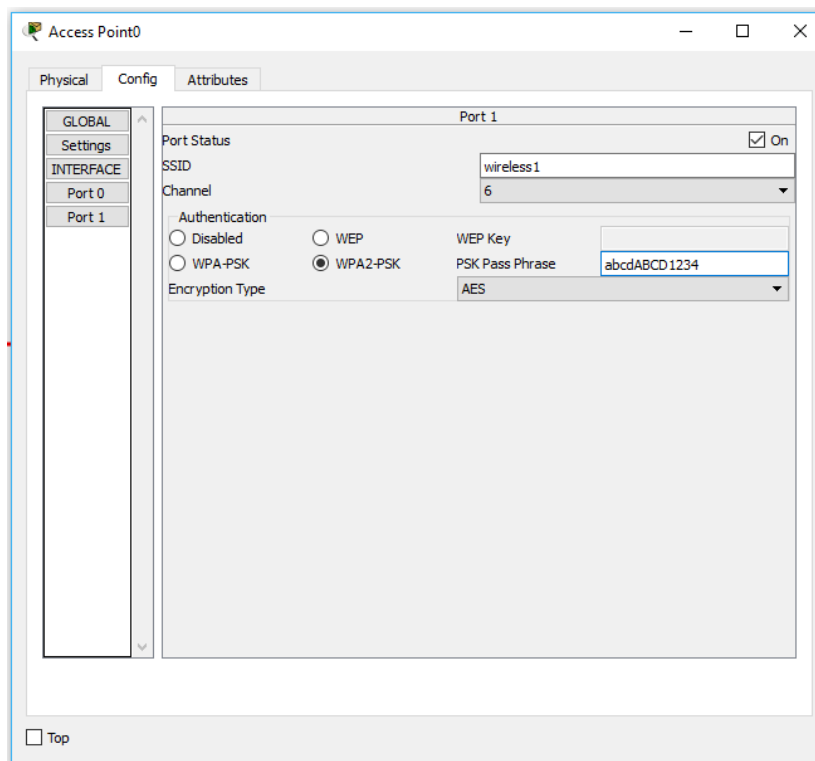 Access Point0
Physical Config Attributes
GLOBAL
Settings
INTERFACE
Port 0
Port 1
Port 1
Port Status On
SSID wireless1
Channel 6
Authentication
Disabled WEP WEP Key
WPA-PSK WPA2-PSK PSK Pass Phrase abcdABCD1234
Encryption Type AES
Top